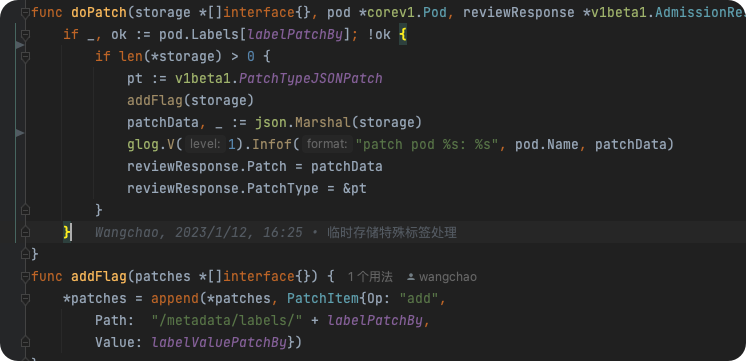 func doPatch(storage *[]interface{}, pod *corev1.Pod, reviewResponse *v1beta1.AdmissionRe
if _, ok := pod.Labels[labelPatchBy]; !ok {
if len(*storage) > 0 {
pt := v1beta1.PatchTypeJSONPatch
addFlag(storage)
patchData, _ := json.Marshal(storage)
glog.V( level: 1).Infof( format: "patch pod %s: %s", pod.Name, patchData)
reviewResponse.Patch = patchData
reviewResponse.PatchType = &pt
}
} Wangchao, 2023/1/12, 16:25 • 临时存储特殊标签处理
}
func addFlag(patches *[]interface{}) { 1个用法 wangchao
*patches = append(*patches, PatchItem{Op: "add",
Path: "/metadata/labels/" + labelPatchBy,
Value: labelValuePatchBy})